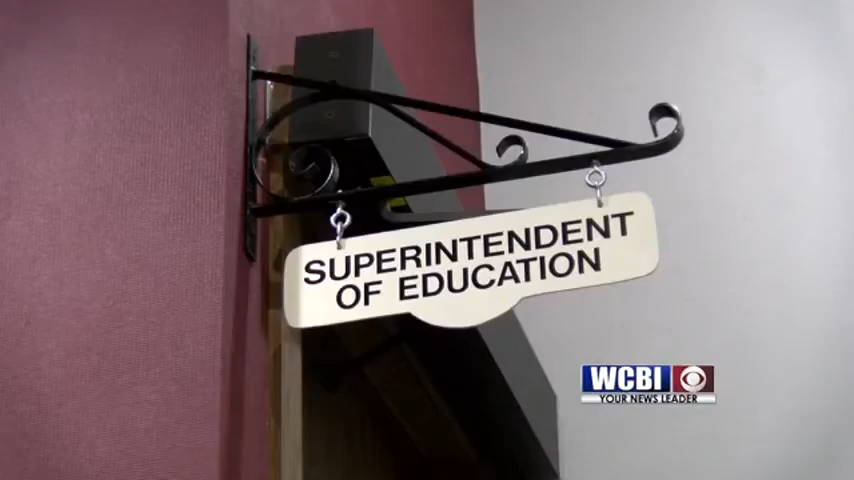 SUPERINTENDENT
OF EDUCATION
WCBI
YOUR NEWS LEADER